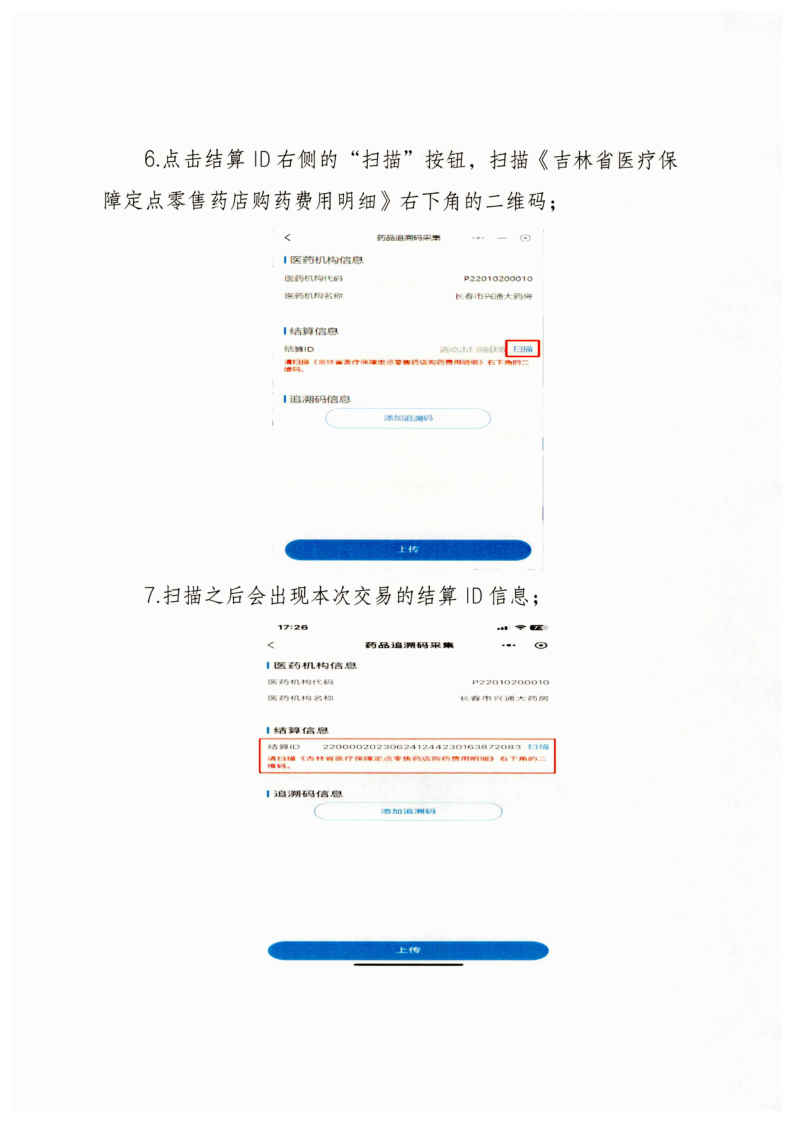 6.点击结算 ID 右侧的“扫描”按钮，扫描《吉林省医疗保
障定点零售药店购药费用明细》右下角的二维码；
药品追溯码采集
医药机构信息
医药机构代码 P22010200010
医药机构名称 长春市兴通大药房
结算信息
结算ID 请点击扫描获取 扫描
请扫描《吉林省医疗保障定点零售药店购药费用明细》右下角的二
维码。
追溯码信息
添加追溯码
上传
7.扫描之后会出现本次交易的结算 ID 信息；
17:26
药品追溯码采集
医药机构信息
医药机构代码 P22010200010
医药机构名称 长春市兴通大药房
结算信息
结算ID 220000202306241244230163872083 扫描
请扫描《吉林省医疗保障定点零售药店购药费用明细》右下角的二
维码。
追溯码信息
添加追溯码
上传